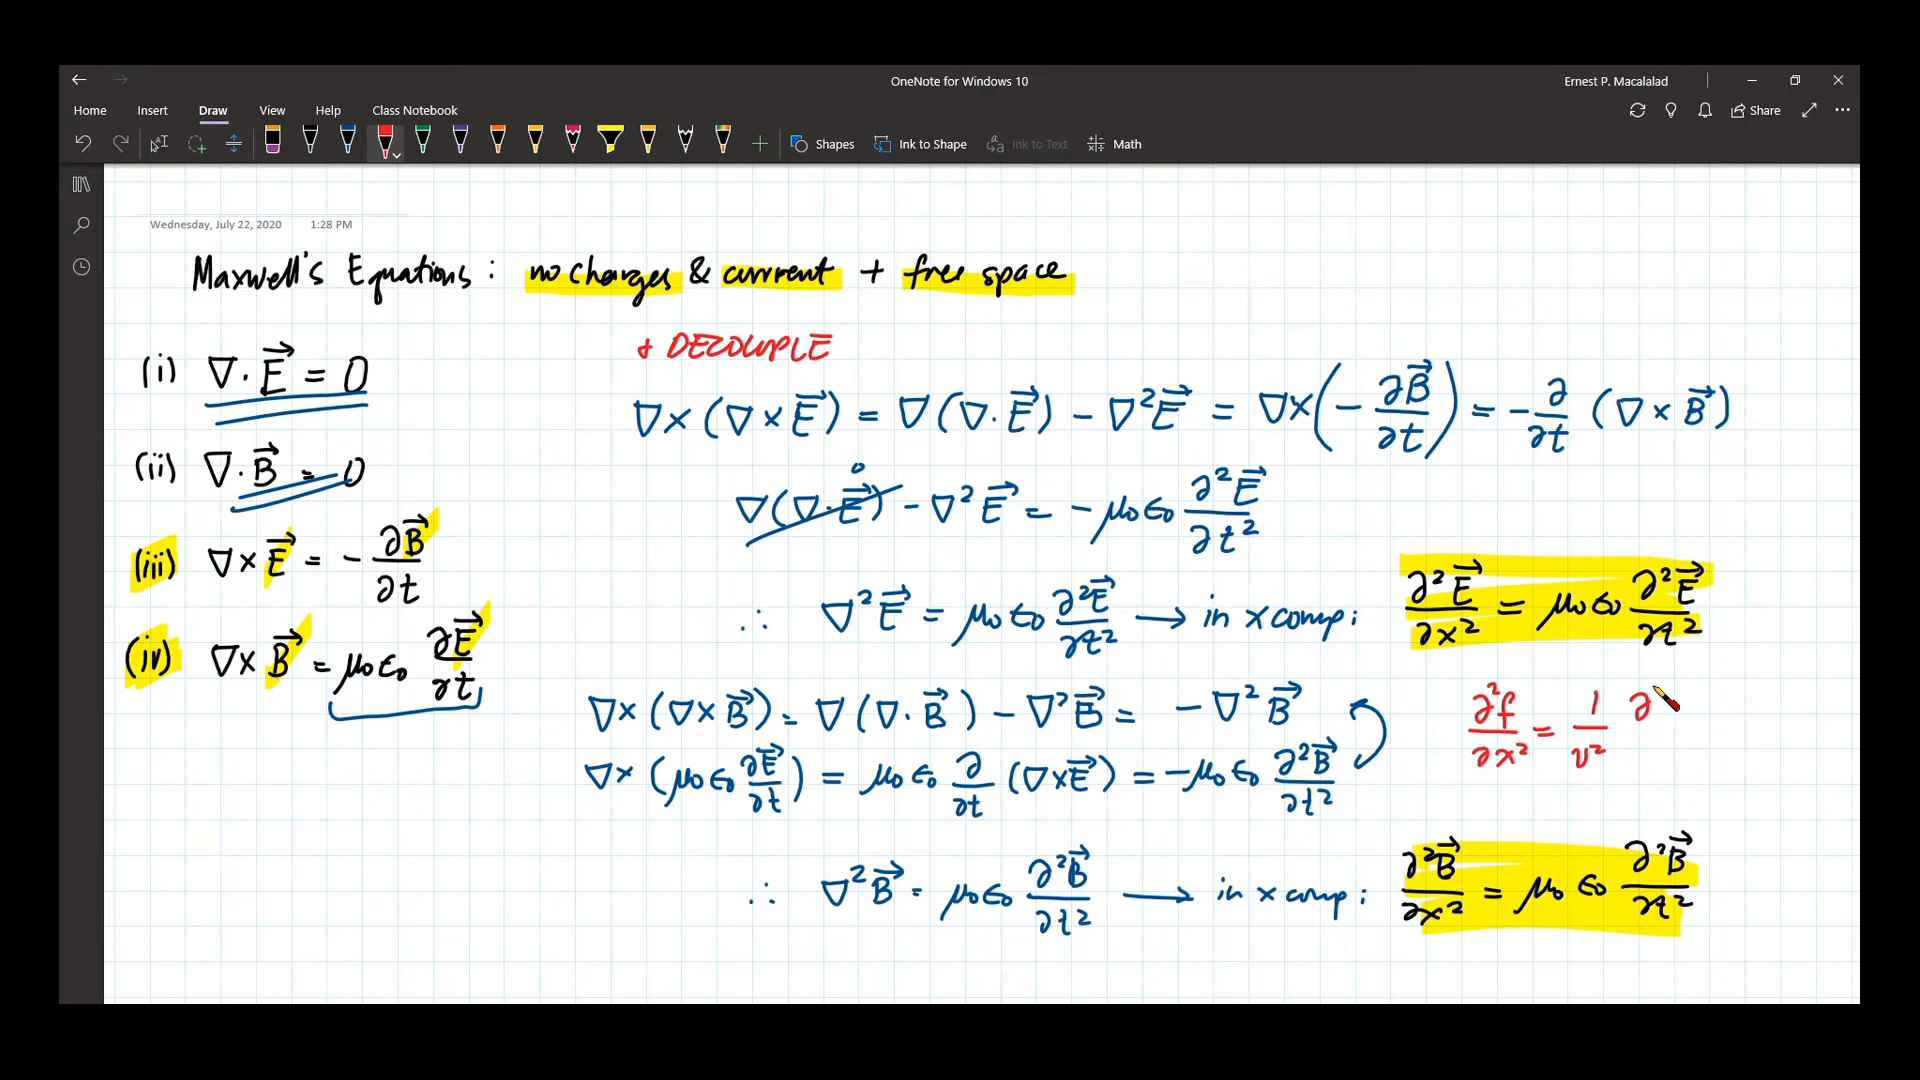 OneNote for Windows 10
Ernest P. Macalalad
Home Insert Draw View Help Class Notebook
Share
Shapes Ink to Shape Ink to Text Math
Wednesday, July 22, 2020 1:28 PM
Maxwell's Equations : no charges & current + free space
+ DECOUPLE
(i) ∇·E⃗ = 0
(ii) ∇·B⃗ = 0
(iii) ∇×E⃗ = -∂B⃗/∂t
(iv) ∇×B⃗ = μ₀ϵ₀ ∂E⃗/∂t
∇×(∇×E⃗) = ∇(∇·E⃗) - ∇²E⃗ = ∇×(-∂B⃗/∂t) = -∂/∂t (∇×B⃗)
∇(∇·E⃗) 0 - ∇²E⃗ = -μ₀ϵ₀ ∂²E⃗/∂t²
∴ ∇²E⃗ = μ₀ϵ₀ ∂²E⃗/∂t² → in x comp: ∂²E⃗/∂x² = μ₀ϵ₀ ∂²E⃗/∂t²
∇×(∇×B⃗) = ∇(∇·B⃗) - ∇²B⃗ = -∇²B⃗
∂²f/∂x² = 1/v² ∂
∇×(μ₀ϵ₀ ∂E⃗/∂t) = μ₀ϵ₀ ∂/∂t (∇×E⃗) = -μ₀ϵ₀ ∂²B⃗/∂t²
∴ ∇²B⃗ = μ₀ϵ₀ ∂²B⃗/∂t² → in x comp: ∂²B⃗/∂x² = μ₀ϵ₀ ∂²B⃗/∂t²